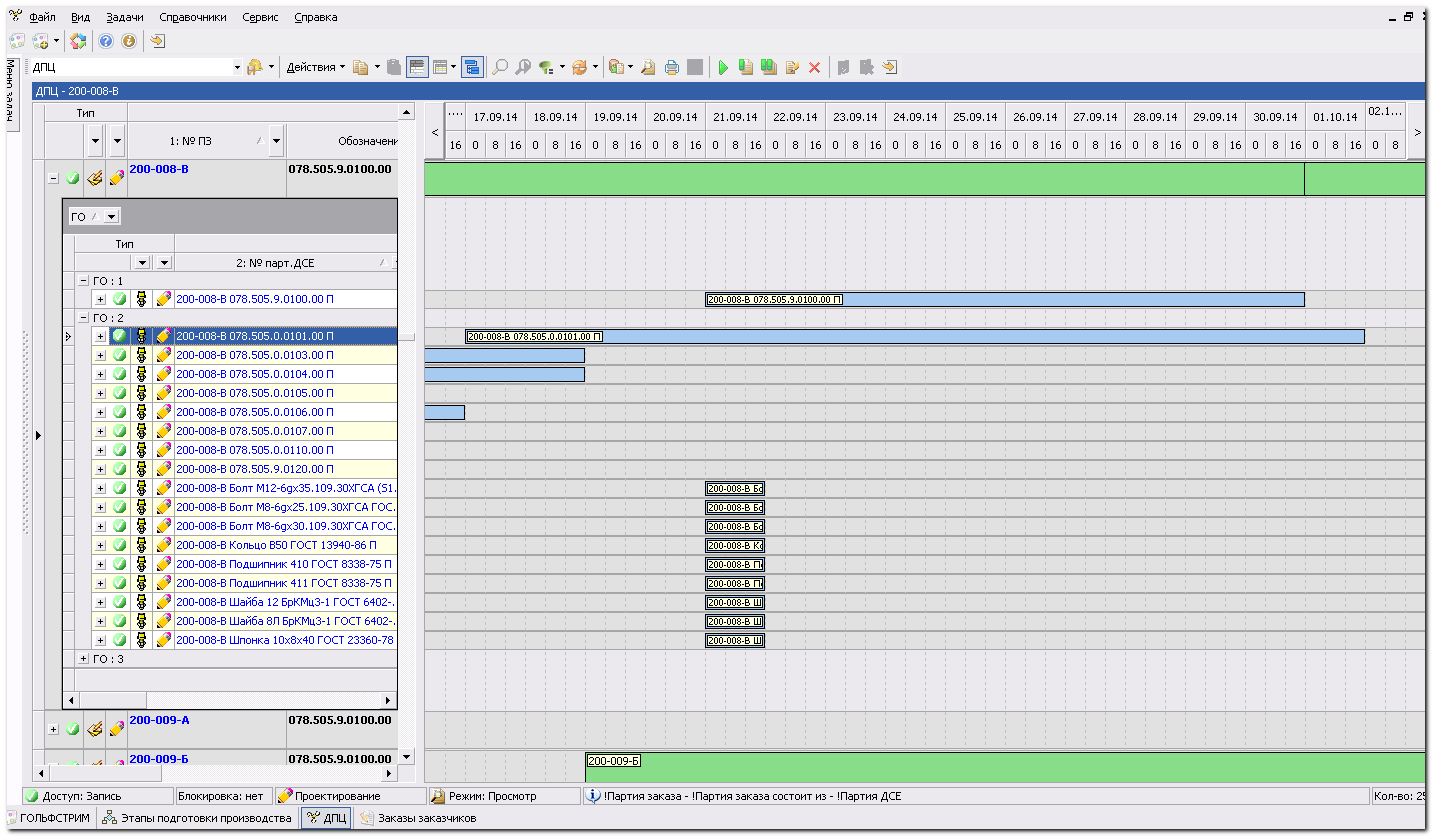 Файл Вид Задачи Справочники Сервис Справка
Меню задач
ДПЦ Действия
ДПЦ - 200-008-В
Тип
1: № ПЗ Обозначени
< .... 17.09.14 18.09.14 19.09.14 20.09.14 21.09.14 22.09.14 23.09.14 24.09.14 25.09.14 26.09.14 27.09.14 28.09.14 29.09.14 30.09.14 01.10.14 02.1... >
16 0 8 16 0 8 16 0 8 16 0 8 16 0 8 16 0 8 16 0 8 16 0 8 16 0 8 16 0 8 16 0 8 16 0 8 16 0 8 16 0 8 16 0 8 16 0 8
200-008-В 078.505.9.0100.00
ГО
Тип
2: № парт.ДСЕ
ГО : 1
200-008-В 078.505.9.0100.00 П 200-008-В 078.505.9.0100.00 П
ГО : 2
200-008-В 078.505.0.0101.00 П 200-008-В 078.505.0.0101.00 П
200-008-В 078.505.0.0103.00 П
200-008-В 078.505.0.0104.00 П
200-008-В 078.505.0.0105.00 П
200-008-В 078.505.0.0106.00 П
200-008-В 078.505.0.0107.00 П
200-008-В 078.505.0.0110.00 П
200-008-В 078.505.9.0120.00 П
200-008-В Болт М12-6gx35.109.30ХГСА (S1. 200-008-В Бо
200-008-В Болт М8-6gx25.109.30ХГСА ГОС. 200-008-В Бо
200-008-В Болт М8-6gx30.109.30ХГСА ГОС. 200-008-В Бо
200-008-В Кольцо В50 ГОСТ 13940-86 П 200-008-В Ко
200-008-В Подшипник 410 ГОСТ 8338-75 П 200-008-В По
200-008-В Подшипник 411 ГОСТ 8338-75 П 200-008-В По
200-008-В Шайба 12 БрКМц3-1 ГОСТ 6402-. 200-008-В Ш
200-008-В Шайба 8Л БрКМц3-1 ГОСТ 6402-. 200-008-В Ш
200-008-В Шпонка 10х8х40 ГОСТ 23360-78 200-008-В Ш
ГО : 3
200-009-А 078.505.9.0100.00
200-009-Б 078.505.9.0100.00 200-009-Б
Доступ: Запись Блокировка: нет Проектирование Режим: Просмотр !Партия заказа - !Партия заказа состоит из - !Партия ДСЕ Кол-во: 25
ГОЛЬФСТРИМ Этапы подготовки производства ДПЦ Заказы заказчиков